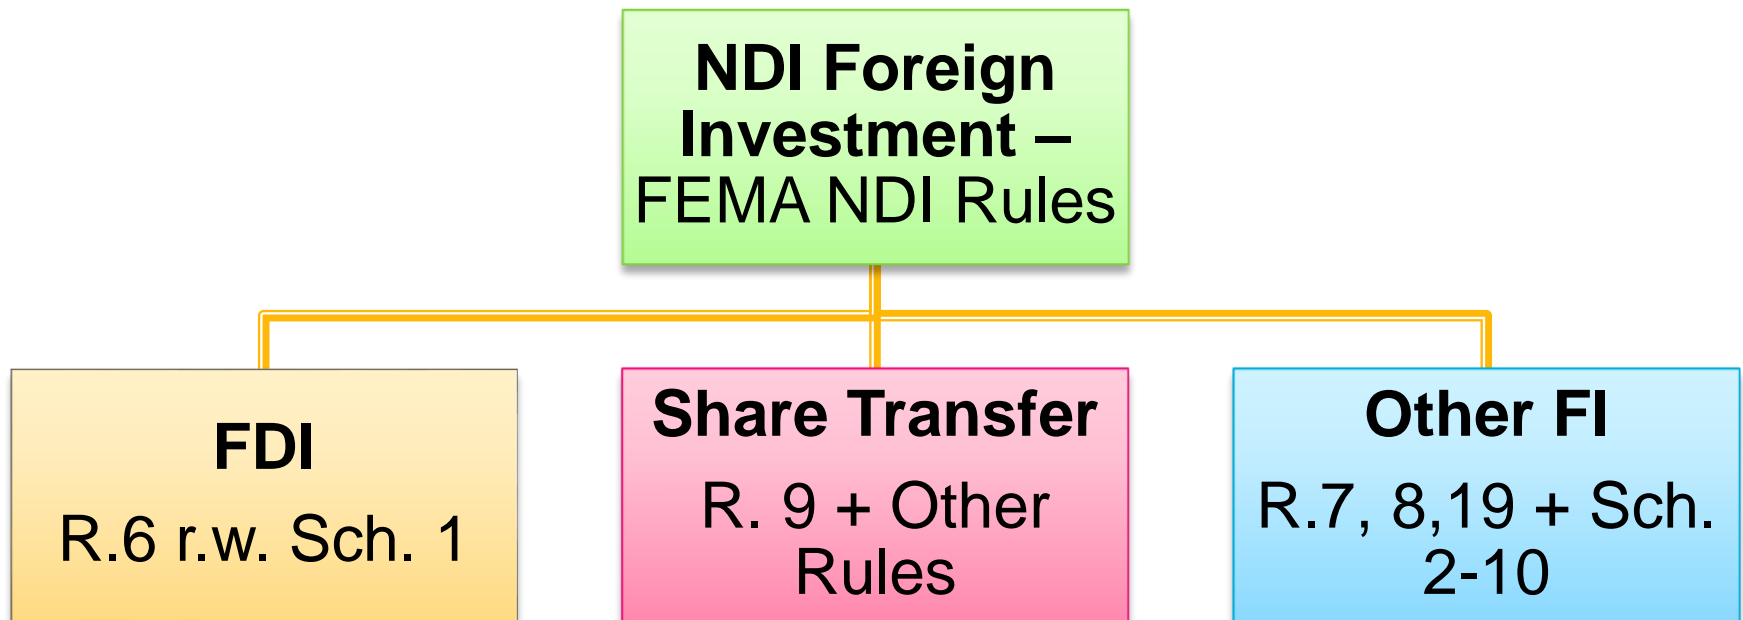 NDI Foreign
Investment –
FEMA NDI Rules
FDI
R.6 r.w. Sch. 1
Share Transfer
R. 9 + Other
Rules
Other FI
R.7, 8,19 + Sch.
2-10